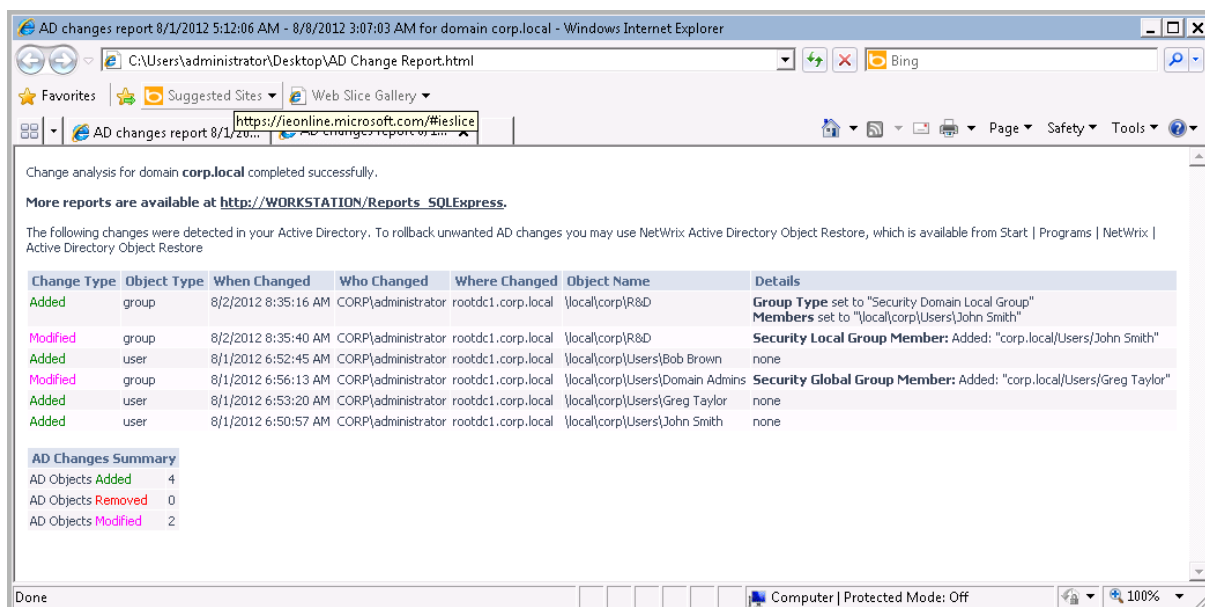 AD changes report 8/1/2012 5:12:06 AM - 8/8/2012 3:07:03 AM for domain corp.local - Windows Internet Explorer
C:\Users\administrator\Desktop\AD Change Report.html
Bing
Favorites Suggested Sites Web Slice Gallery
https://ieonline.microsoft.com/#ieslice
AD changes report 8/1/20... AD changes report 8/1... Page Safety Tools
Change analysis for domain corp.local completed successfully.
More reports are available at http://WORKSTATION/Reports_SQLExpress.
The following changes were detected in your Active Directory. To rollback unwanted AD changes you may use NetWrix Active Directory Object Restore, which is available from Start | Programs | NetWrix |
Active Directory Object Restore
Change Type Object Type When Changed Who Changed Where Changed Object Name Details
Added group 8/2/2012 8:35:16 AM CORP\administrator rootdc1.corp.local \local\corp\R&D Group Type set to "Security Domain Local Group"
Members set to "\local\corp\Users\John Smith"
Modified group 8/2/2012 8:35:40 AM CORP\administrator rootdc1.corp.local \local\corp\R&D Security Local Group Member: Added: "corp.local/Users/John Smith"
Added user 8/1/2012 6:52:45 AM CORP\administrator rootdc1.corp.local \local\corp\Users\Bob Brown none
Modified group 8/1/2012 6:56:13 AM CORP\administrator rootdc1.corp.local \local\corp\Users\Domain Admins Security Global Group Member: Added: "corp.local/Users/Greg Taylor"
Added user 8/1/2012 6:53:20 AM CORP\administrator rootdc1.corp.local \local\corp\Users\Greg Taylor none
Added user 8/1/2012 6:50:57 AM CORP\administrator rootdc1.corp.local \local\corp\Users\John Smith none
AD Changes Summary
AD Objects Added 4
AD Objects Removed 0
AD Objects Modified 2
Done Computer | Protected Mode: Off 100%